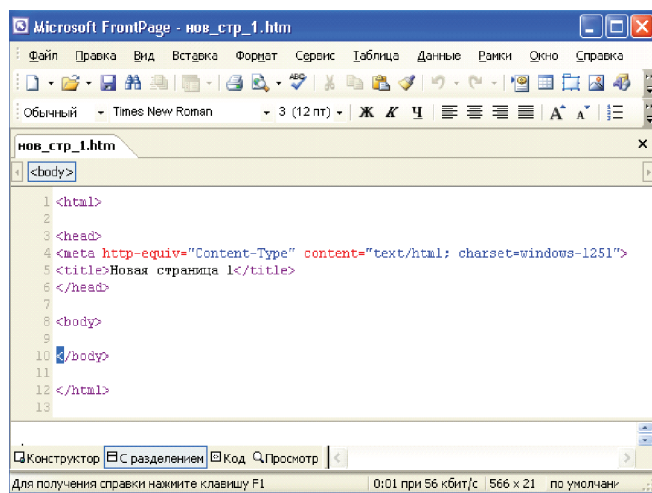 Microsoft FrontPage - нов_стр_1.htm
Файл Правка Вид Вставка Формат Сервис Таблица Данные Рамки Окно Справка
Обычный Times New Roman 3 (12 пт) Ж К Ч
нов_стр_1.htm
<body>
1 <html>
2
3 <head>
4 <meta http-equiv="Content-Type" content="text/html; charset=windows-1251">
5 <title>Новая страница 1</title>
6 </head>
7
8 <body>
9
10 </body>
11
12 </html>
13
Конструктор С разделением Код Просмотр
Для получения справки нажмите клавишу F1 0:01 при 56 кбит/с 566 x 21 по умолчани